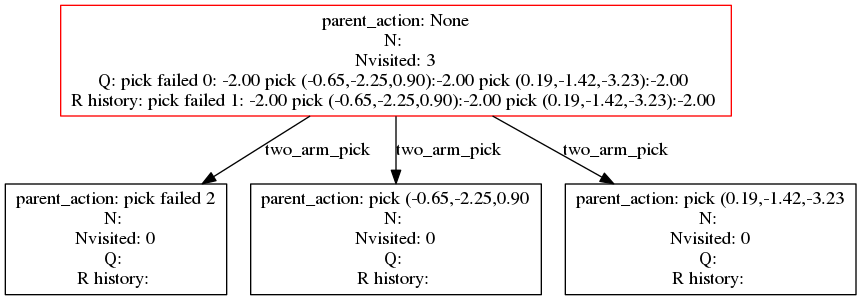 parent_action: None
N:
Nvisited: 3
Q: pick failed 0: -2.00 pick (-0.65,-2.25,0.90):-2.00 pick (0.19,-1.42,-3.23):-2.00
R history: pick failed 1: -2.00 pick (-0.65,-2.25,0.90):-2.00 pick (0.19,-1.42,-3.23):-2.00
two_arm_pick
two_arm_pick
two_arm_pick
parent_action: pick failed 2
N:
Nvisited: 0
Q:
R history:
parent_action: pick (-0.65,-2.25,0.90
N:
Nvisited: 0
Q:
R history:
parent_action: pick (0.19,-1.42,-3.23
N:
Nvisited: 0
Q:
R history: